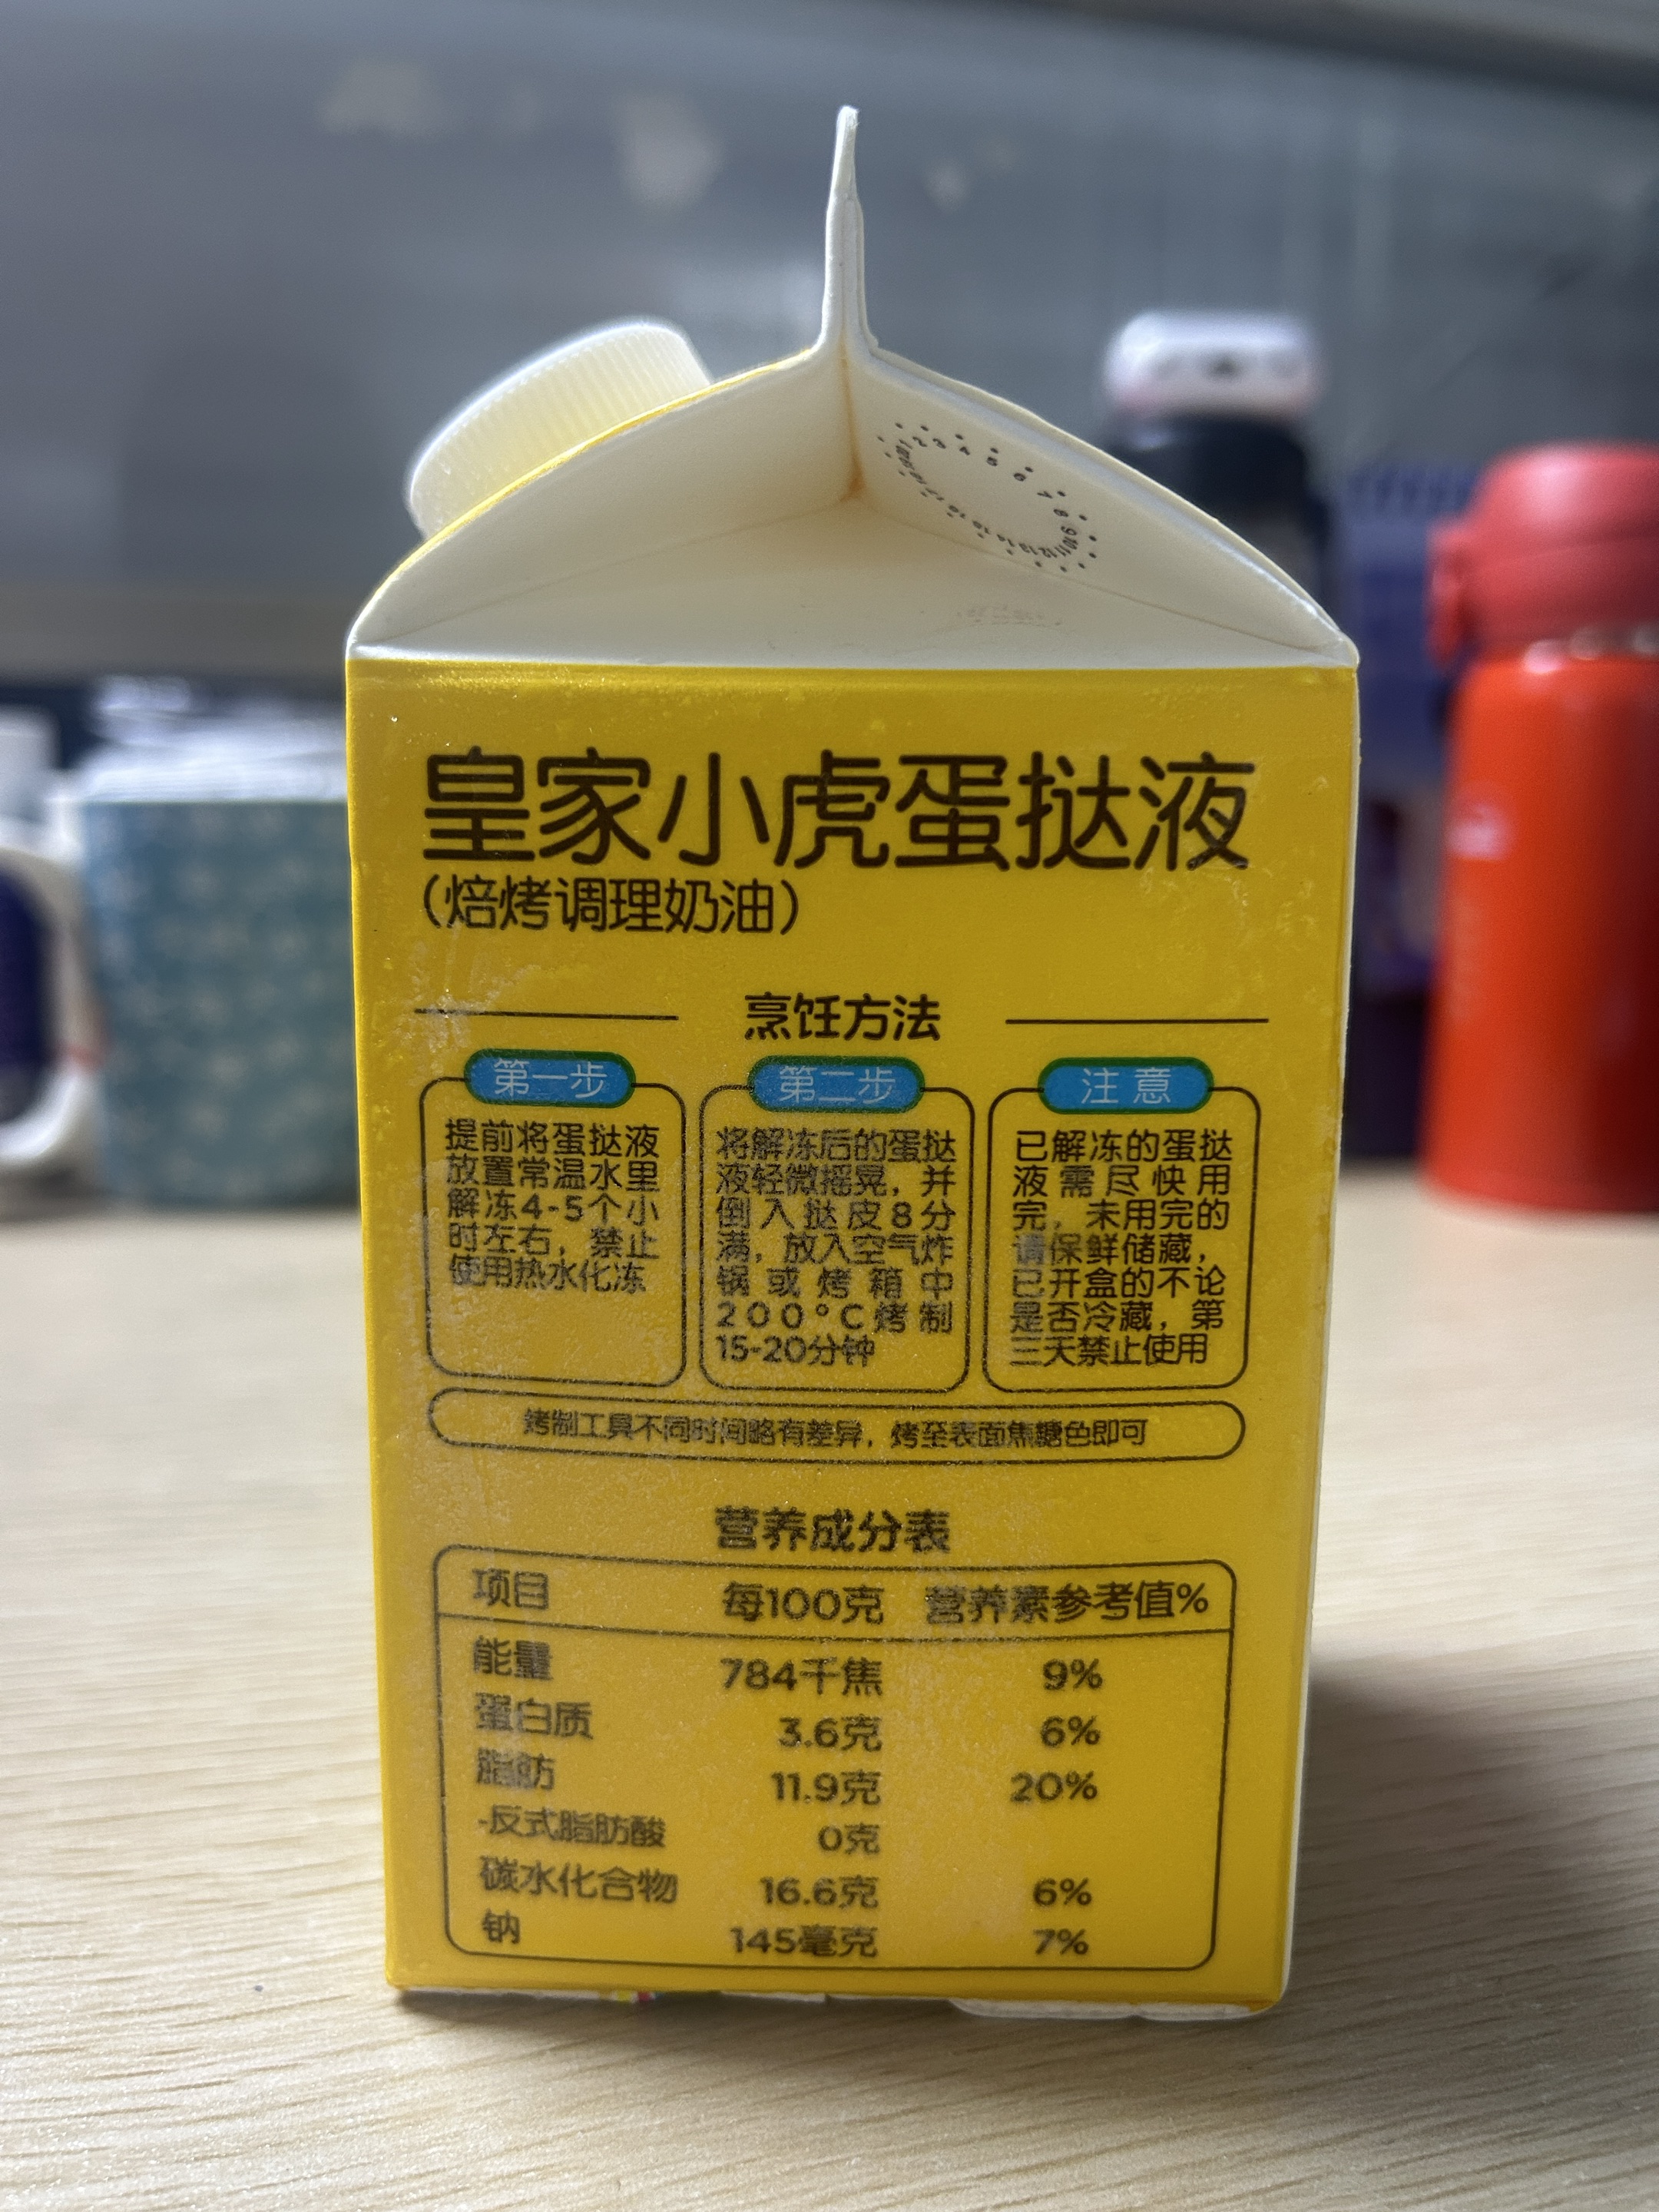 皇家小虎蛋挞液
（焙烤调理奶油）
烹饪方法
第一步
提前将蛋挞液
放置常温水里
解冻4-5个小
时左右，禁止
使用热水化冻
第二步
将解冻后的蛋挞
液轻微摇晃，并
倒入挞皮8分
满，放入空气炸
锅或烤箱中
200°C烤制
15-20分钟
注意
已解冻的蛋挞
液需尽快用
完，未用完的
请保鲜储藏，
已开盒的不论
是否冷藏，第
三天禁止使用
烤制工具不同时间略有差异，烤至表面焦糖色即可
营养成分表
项目 每100克 营养素参考值%
能量 784千焦 9%
蛋白质 3.6克 6%
脂肪 11.9克 20%
-反式脂肪酸 0克
碳水化合物 16.6克 6%
钠 145毫克 7%